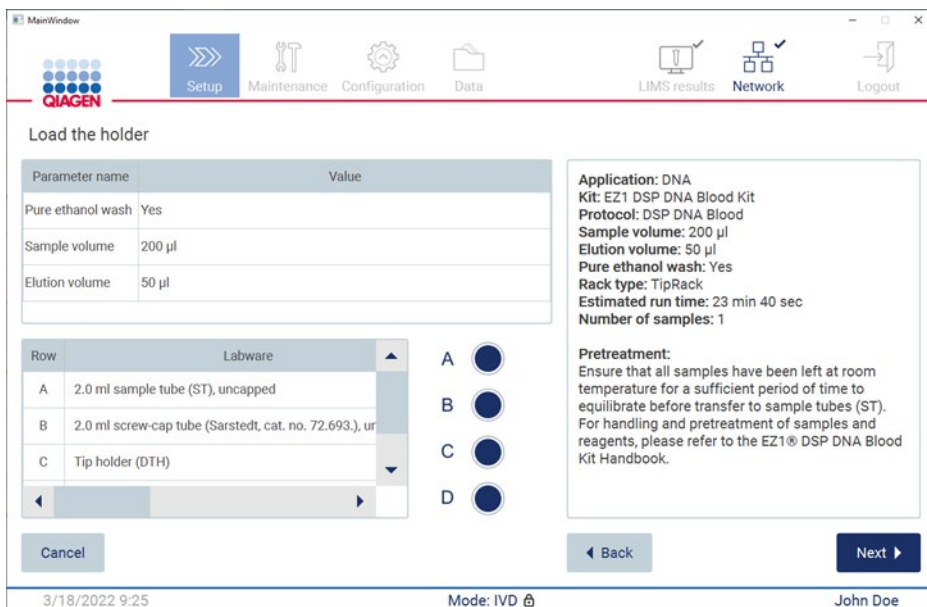 MainWindow
QIAGEN
Setup
Maintenance
Configuration
Data
LIMS results
Network
Logout
Load the holder
Parameter name Value
Pure ethanol wash Yes
Sample volume 200 µl
Elution volume 50 µl
Row Labware
A 2.0 ml sample tube (ST), uncapped
B 2.0 ml screw-cap tube (Sarstedt, cat. no. 72.693.), ur
C Tip holder (DTH)
A
B
C
D
Application: DNA
Kit: EZ1 DSP DNA Blood Kit
Protocol: DSP DNA Blood
Sample volume: 200 µl
Elution volume: 50 µl
Pure ethanol wash: Yes
Rack type: TipRack
Estimated run time: 23 min 40 sec
Number of samples: 1
Pretreatment:
Ensure that all samples have been left at room
temperature for a sufficient period of time to
equilibrate before transfer to sample tubes (ST).
For handling and pretreatment of samples and
reagents, please refer to the EZ1® DSP DNA Blood
Kit Handbook.
Cancel
Back
Next
3/18/2022 9:25
Mode: IVD
John Doe